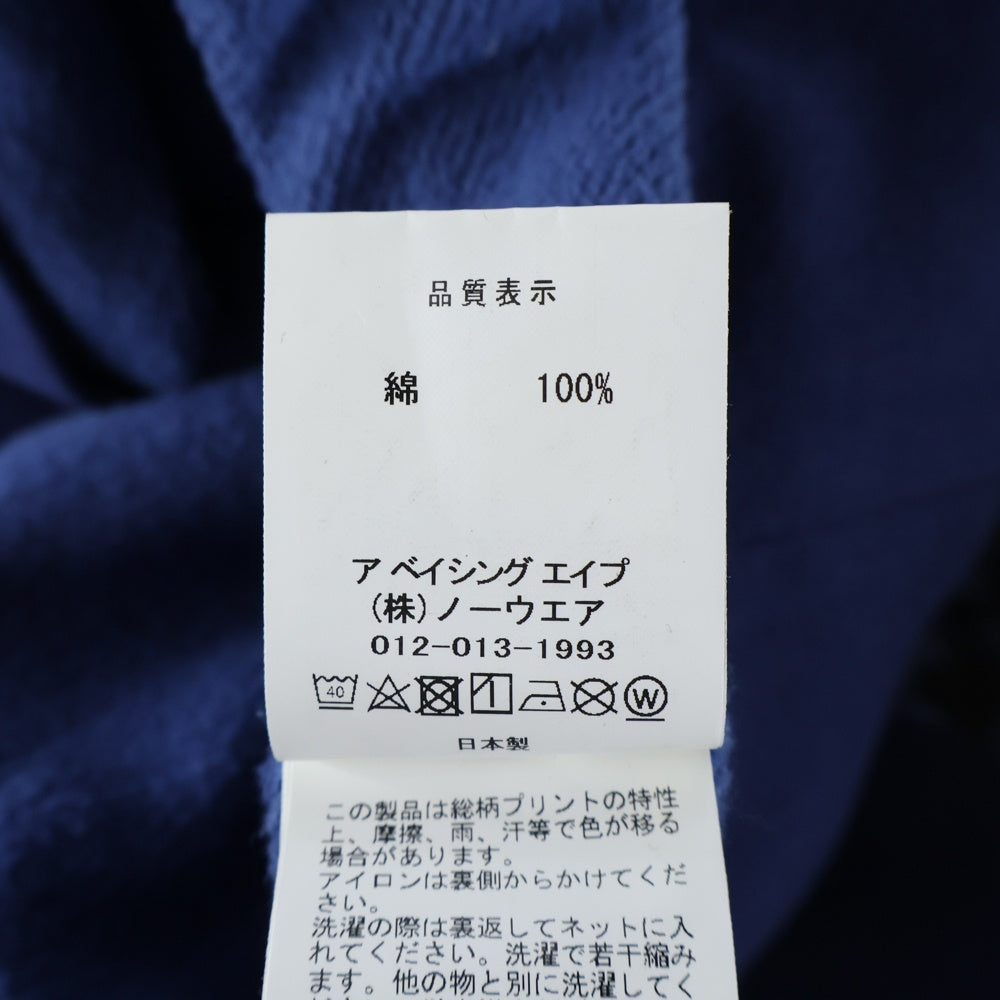 品質表示
綿 100%
ア ベイシング エイプ
(株)ノーウエア
012-013-1993
40 W
日本製
この製品は総柄プリントの特性
上、摩擦、雨、汗等で色が移る
場合があります。
アイロンは裏側からかけてくだ
さい。
洗濯の際は裏返してネットに入
れてください。洗濯で若干縮み
ます。他の物と別に洗濯してく